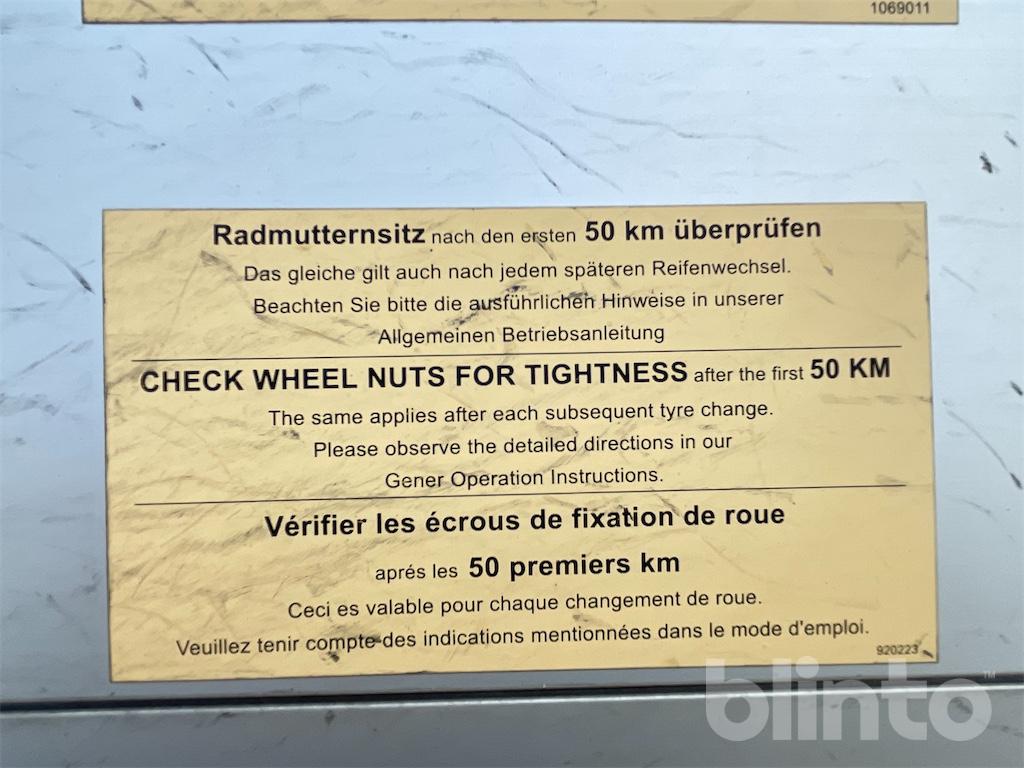 1069011
Radmutternsitz nach den ersten 50 km überprüfen
Das gleiche gilt auch nach jedem späteren Reifenwechsel.
Beachten Sie bitte die ausführlichen Hinweise in unserer
Allgemeinen Betriebsanleitung
CHECK WHEEL NUTS FOR TIGHTNESS after the first 50 KM
The same applies after each subsequent tyre change.
Please observe the detailed directions in our
Gener Operation Instructions.
Vérifier les écrous de fixation de roue
aprés les 50 premiers km
Ceci es valable pour chaque changement de roue.
Veuillez tenir compte des indications mentionnées dans le mode d'emploi.
920223
blinto™